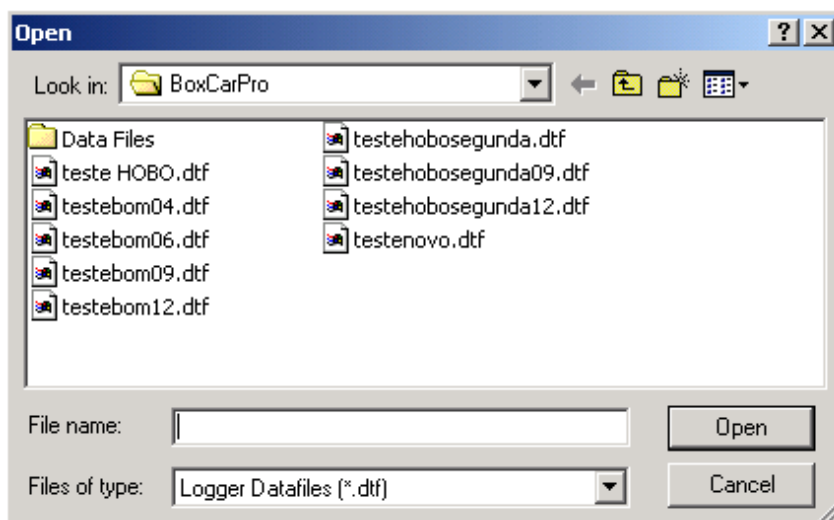 Open
Look in: BoxCarPro
Data Files
teste HOBO.dtf
testebom04.dtf
testebom06.dtf
testebom09.dtf
testebom12.dtf
testehobosegunda.dtf
testehobosegunda09.dtf
testehobosegunda12.dtf
testenovo.dtf
File name:
Open
Files of type: Logger Datafiles (*.dtf)
Cancel